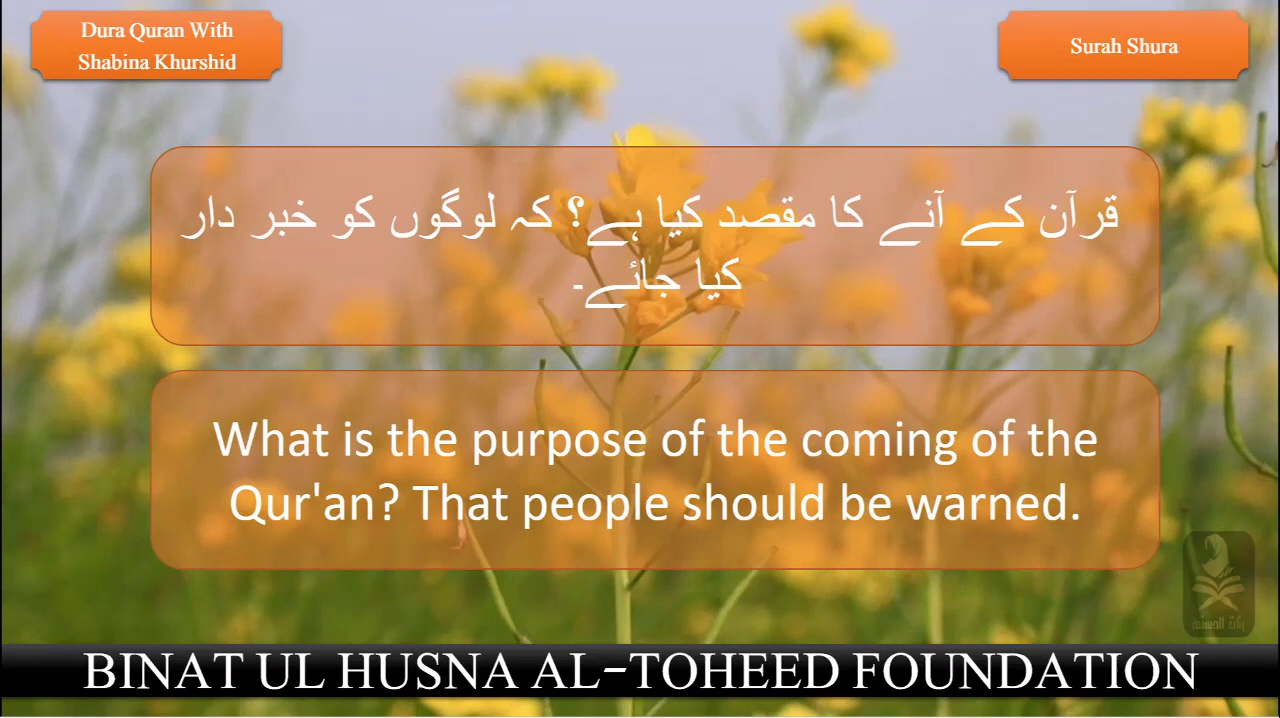 Dura Quran With
Shabina Khurshid
Surah Shura
قرآن کے آنے کا مقصد کیا ہے؟ کہ لوگوں کو خبر دار
کیا جائے۔
What is the purpose of the coming of the
Qur'an? That people should be warned.
BINAT UL HUSNA AL-TOHEED FOUNDATION